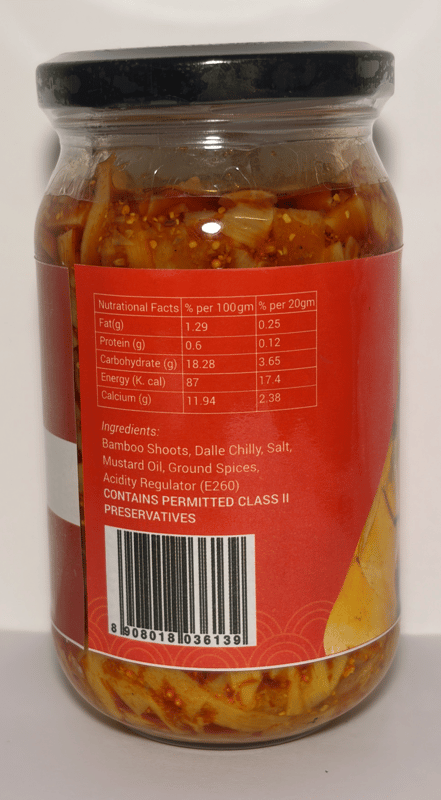 Nutrational Facts % per 100gm % per 20gm
Fat(g) 1.29 0.25
Protein (g) 0.6 0.12
Carbohydrate (g) 18.28 3.65
Energy (K. cal) 87 17.4
Calcium (g) 11.94 2.38
Ingredients:
Bamboo Shoots, Dalle Chilly, Salt,
Mustard Oil, Ground Spices,
Acidity Regulator (E260)
CONTAINS PERMITTED CLASS II
PRESERVATIVES
8 908018 036139